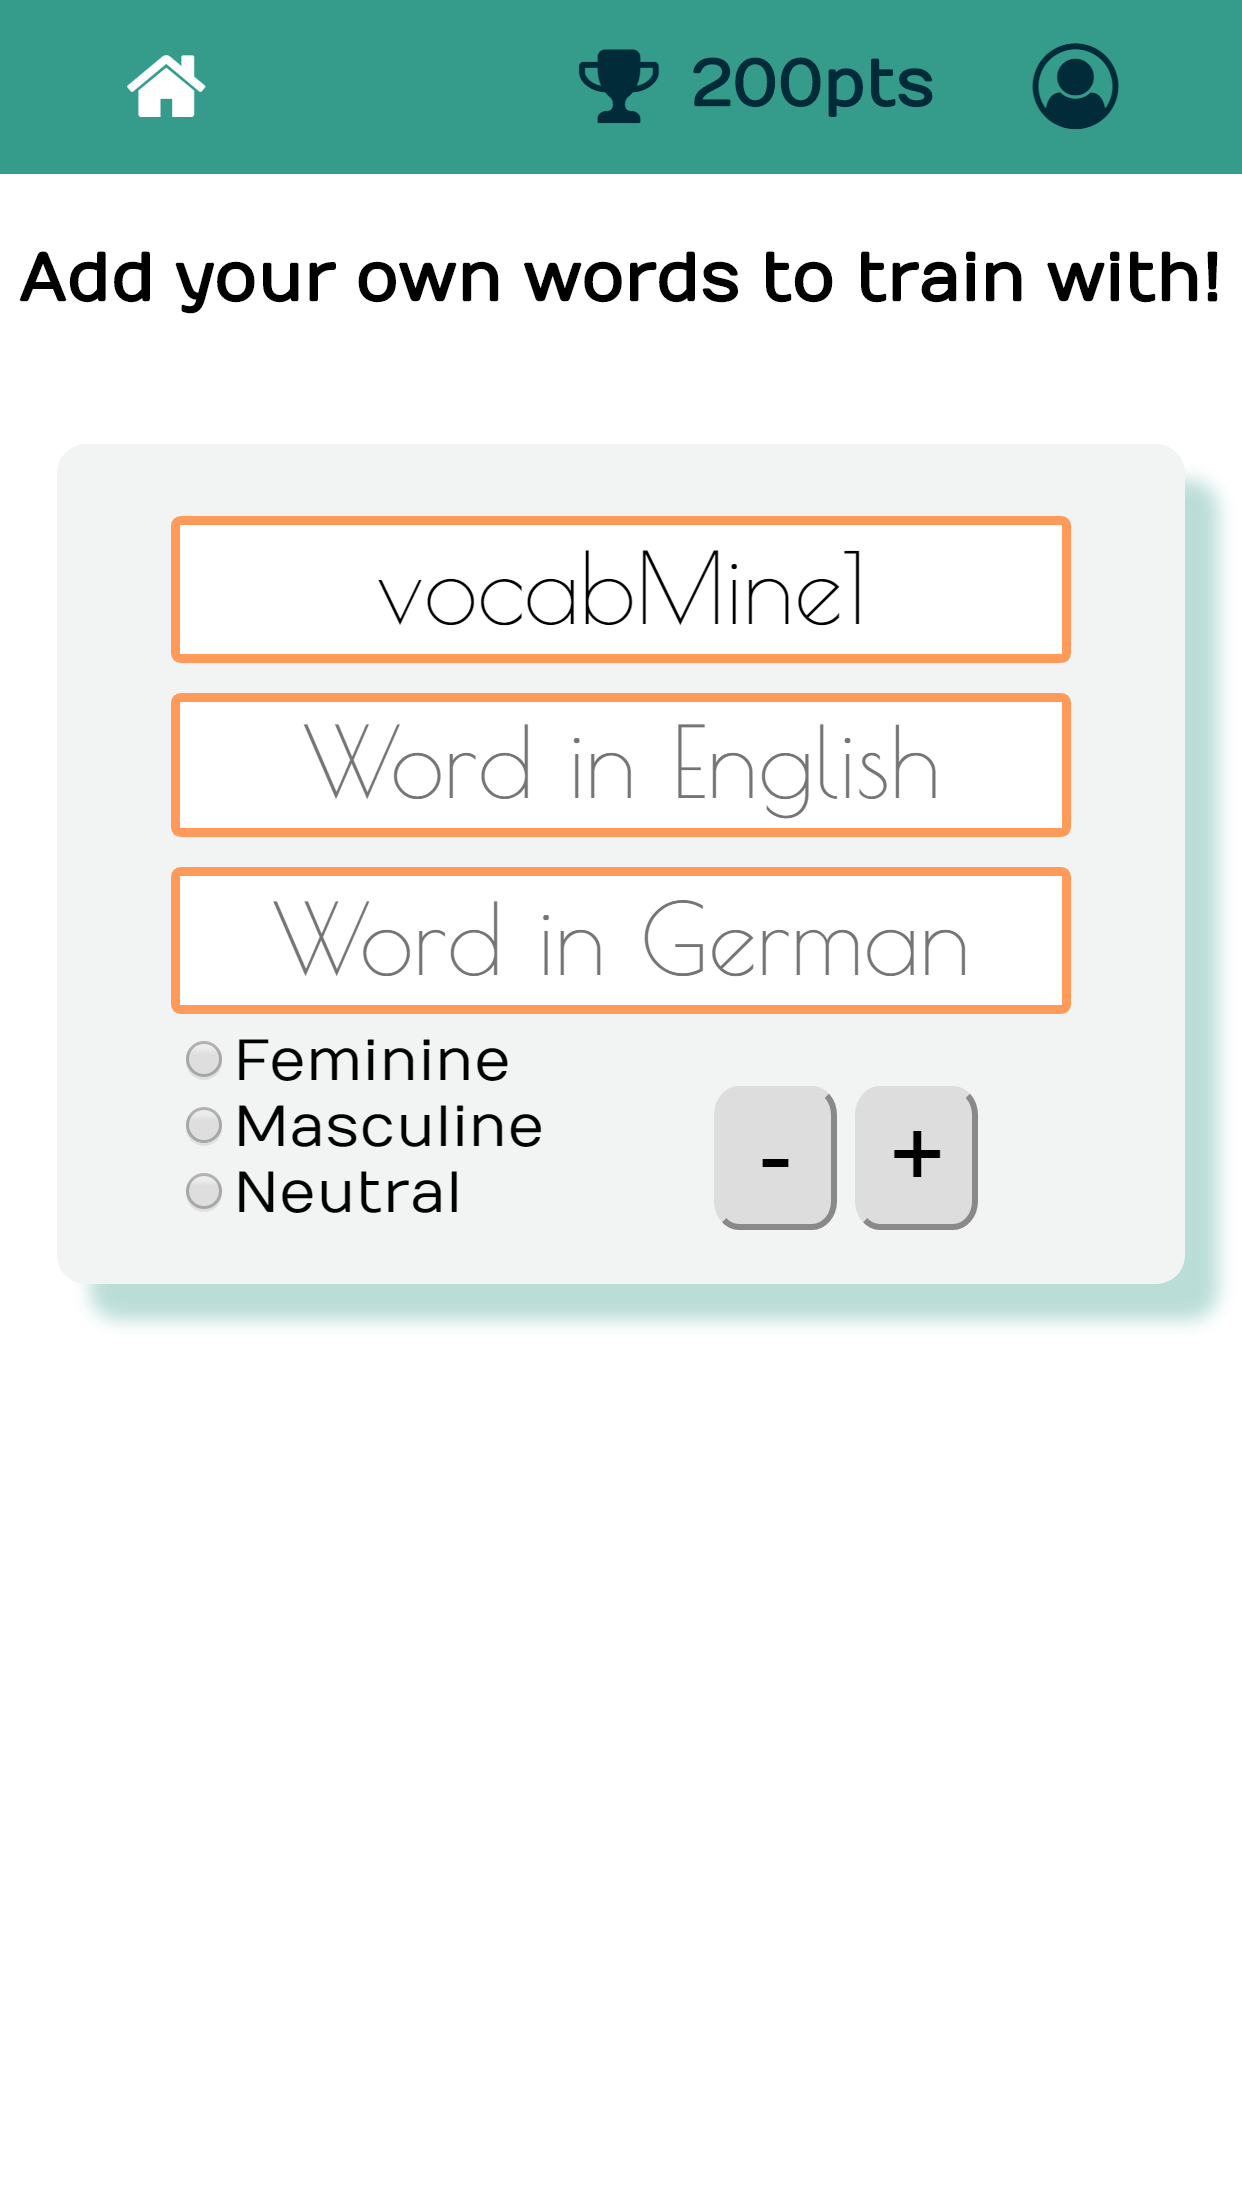 200pts
Add your own words to train with!
vocabMine1
Word in English
Word in German
Feminine
Masculine
Neutral
- +